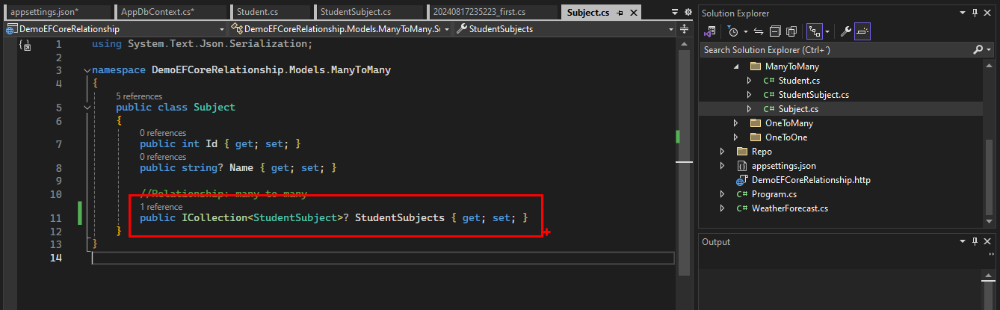 appsettings.json*
AppDbContext.cs*
Student.cs
StudentSubject.cs
20240817235223_first.cs
Subject.cs
DemoEFCoreRelationship
DemoEFCoreRelationship.Models.ManyToMany.Su
StudentSubjects
1 using System.Text.Json.Serialization;
2
3 namespace DemoEFCoreRelationship.Models.ManyToMany
4 {
5 references
5 public class Subject
6 {
0 references
7 public int Id { get; set; }
0 references
8 public string? Name { get; set; }
9
10 //Relationship: many to many
1 reference
11 public ICollection<StudentSubject>? StudentSubjects { get; set; }
12 }
13 }
14
Solution Explorer
Search Solution Explorer (Ctrl+´)
ManyToMany
C# Student.cs
C# StudentSubject.cs
C# Subject.cs
OneToMany
OneToOne
Repo
appsettings.json
DemoEFCoreRelationship.http
C# Program.cs
C# WeatherForecast.cs
Output